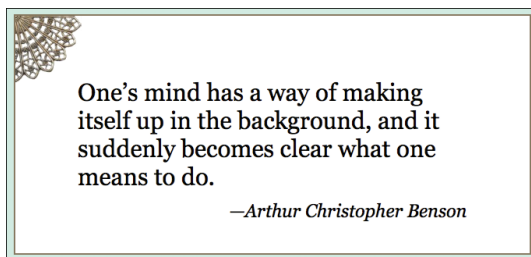 One’s mind has a way of making
itself up in the background, and it
suddenly becomes clear what one
means to do.
—Arthur Christopher Benson